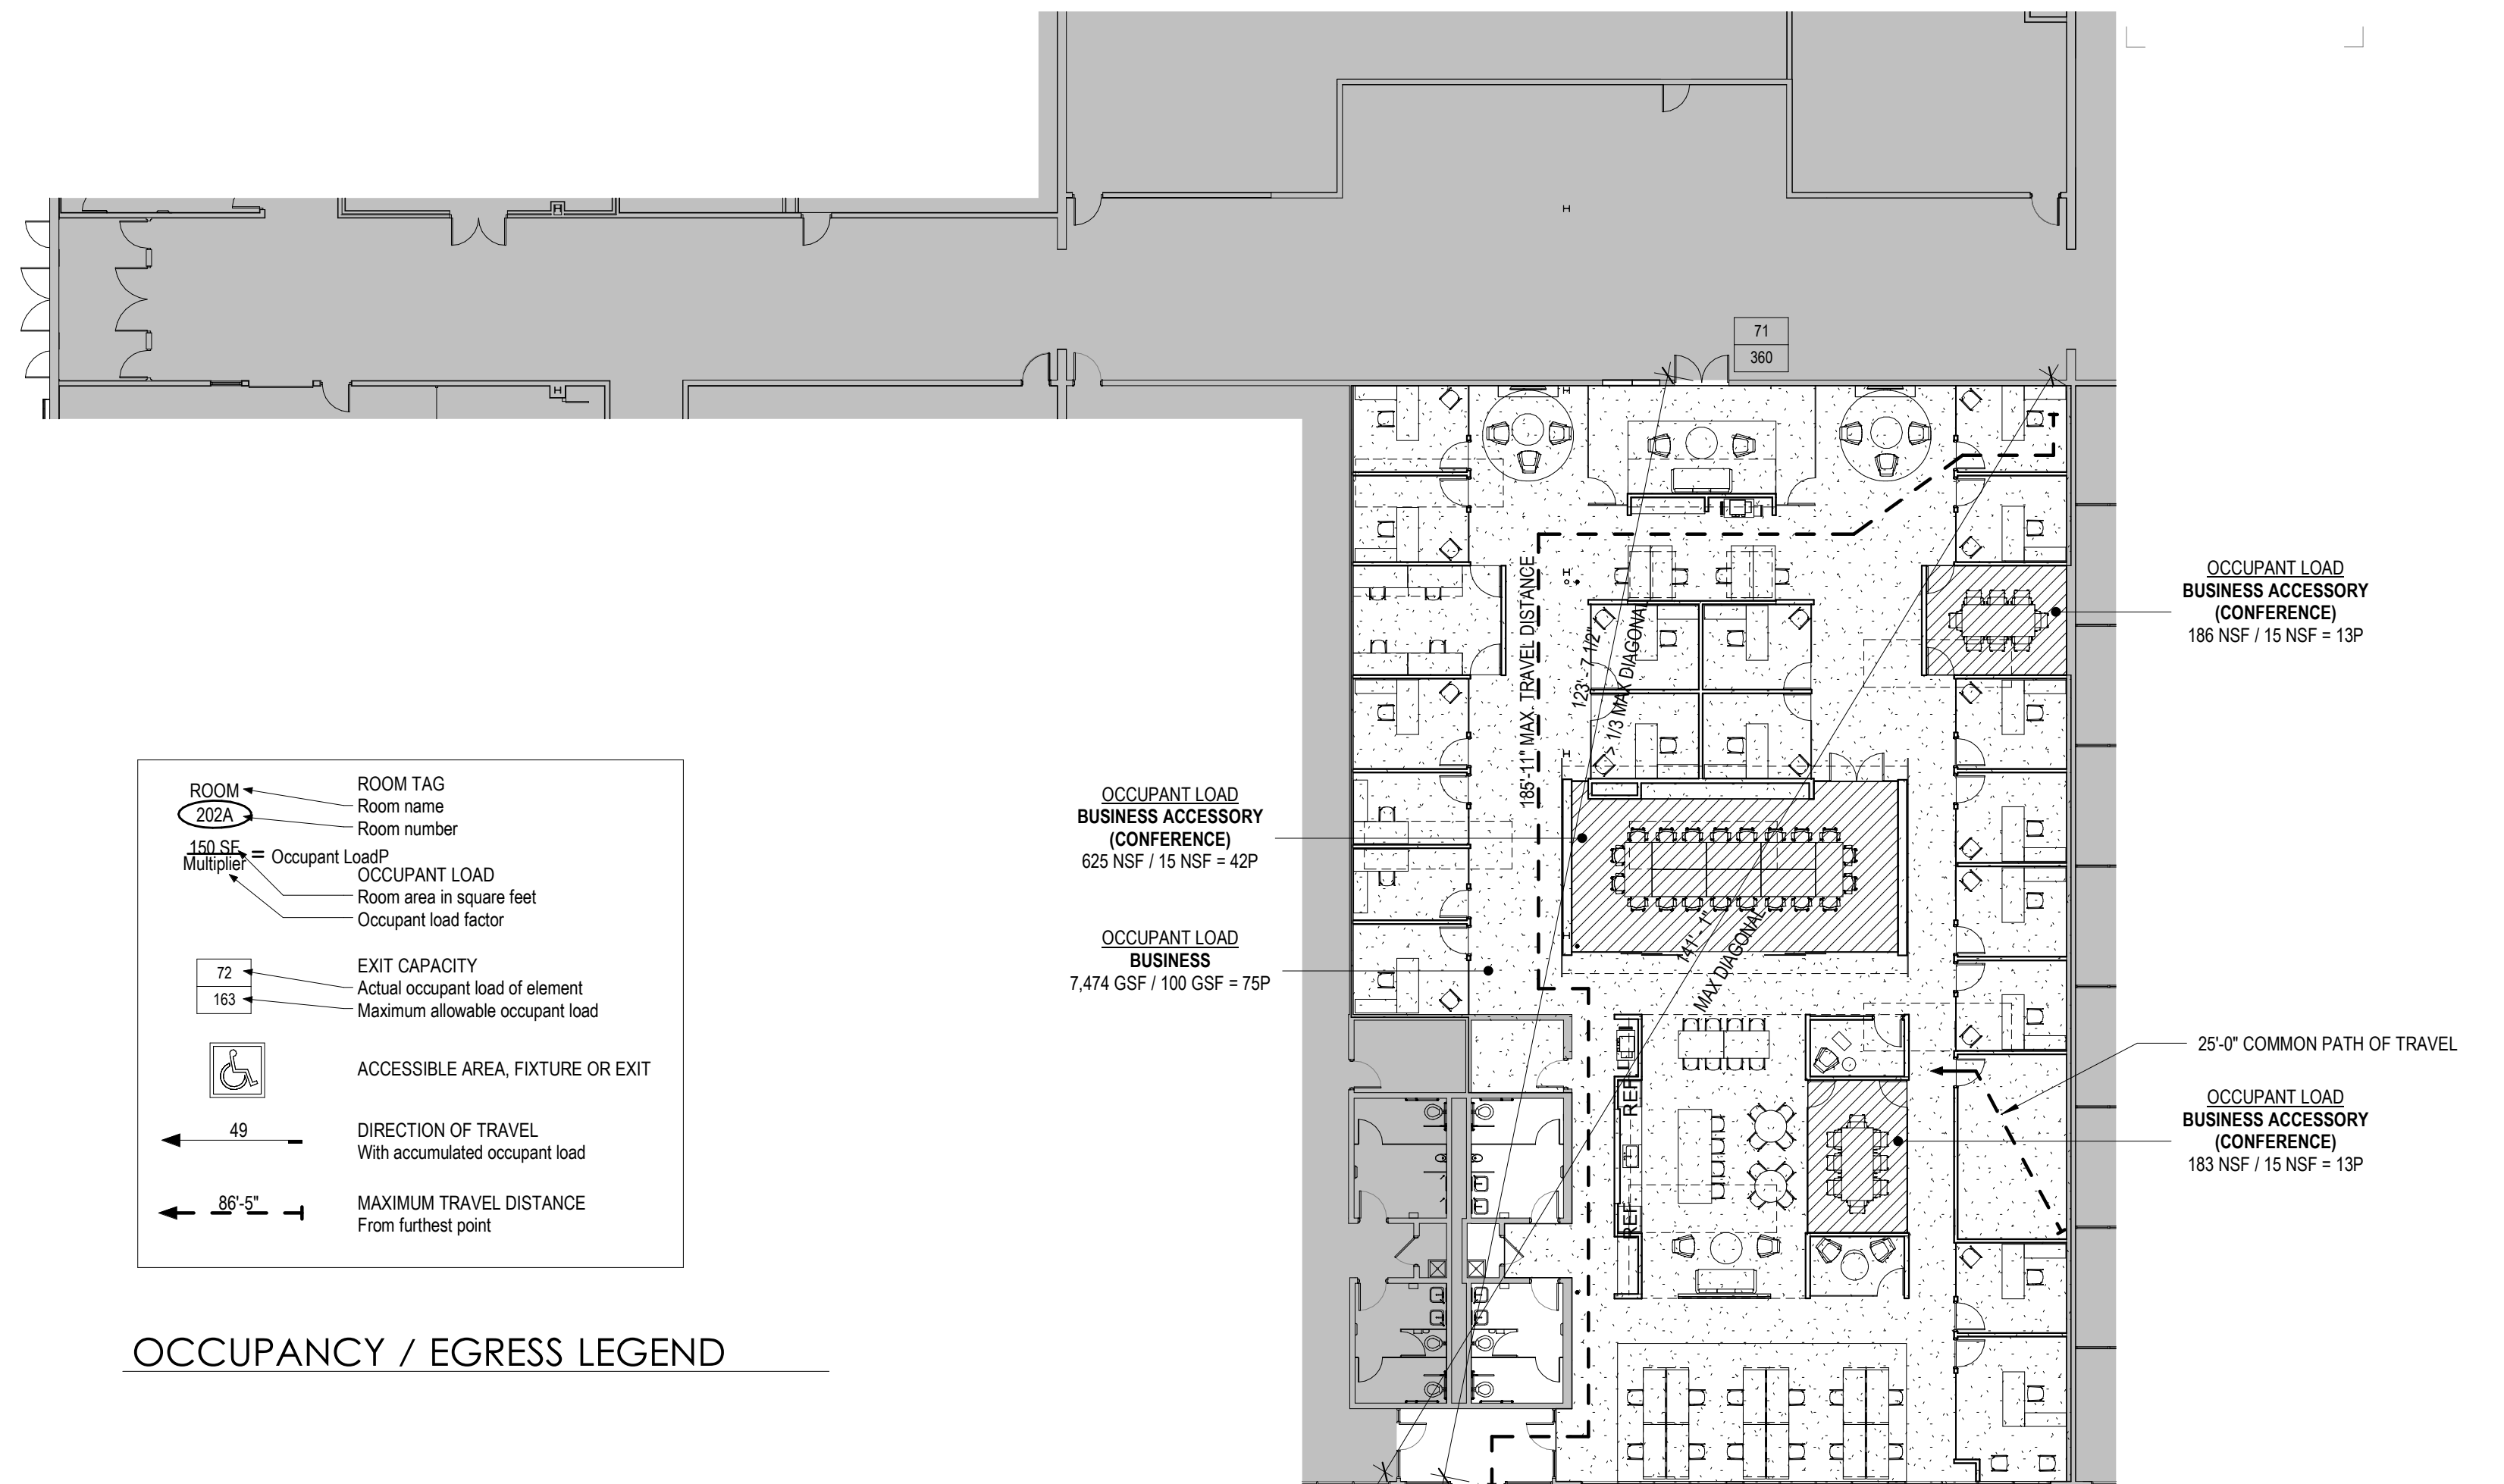 71
360
OCCUPANT LOAD
BUSINESS ACCESSORY
(CONFERENCE)
186 NSF / 15 NSF = 13P
185'-11" MAX. TRAVEL DISTANCE
123' - 7 1/2"
> 1/3 MAX DIAGONAL
OCCUPANT LOAD
BUSINESS ACCESSORY
(CONFERENCE)
625 NSF / 15 NSF = 42P
141' - 1"
MAX DIAGONAL
OCCUPANT LOAD
BUSINESS
7,474 GSF / 100 GSF = 75P
25'-0" COMMON PATH OF TRAVEL
OCCUPANT LOAD
BUSINESS ACCESSORY
(CONFERENCE)
183 NSF / 15 NSF = 13P
REF.
REF.
ROOM
202A
ROOM TAG
Room name
Room number
150 SF
Multiplier
= Occupant LoadP
OCCUPANT LOAD
Room area in square feet
Occupant load factor
72
163
EXIT CAPACITY
Actual occupant load of element
Maximum allowable occupant load
ACCESSIBLE AREA, FIXTURE OR EXIT
49
DIRECTION OF TRAVEL
With accumulated occupant load
86'-5"
MAXIMUM TRAVEL DISTANCE
From furthest point
OCCUPANCY / EGRESS LEGEND